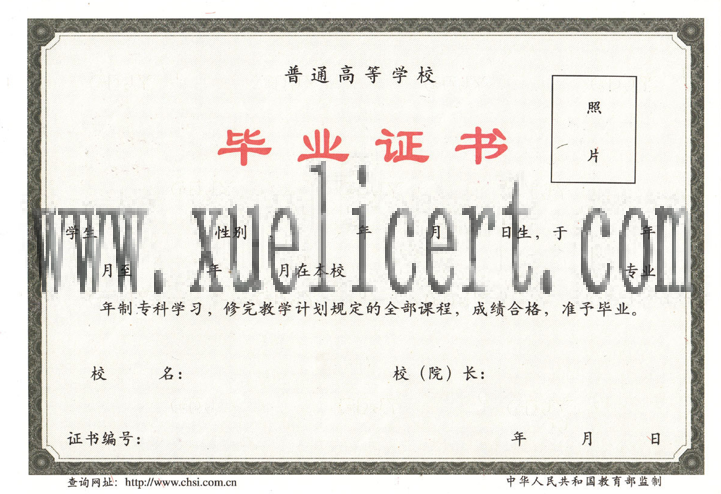 普通高等学校
照
片
毕业证书
www.xuelicert.com
学生 性别 年 月 日生，于 年
月至 年 月在本校 专业
年制专科学习，修完教学计划规定的全部课程，成绩合格，准予毕业。
校 名： 校（院）长：
证书编号： 年 月 日
查询网址：http://www.chsi.com.cn 中华人民共和国教育部监制